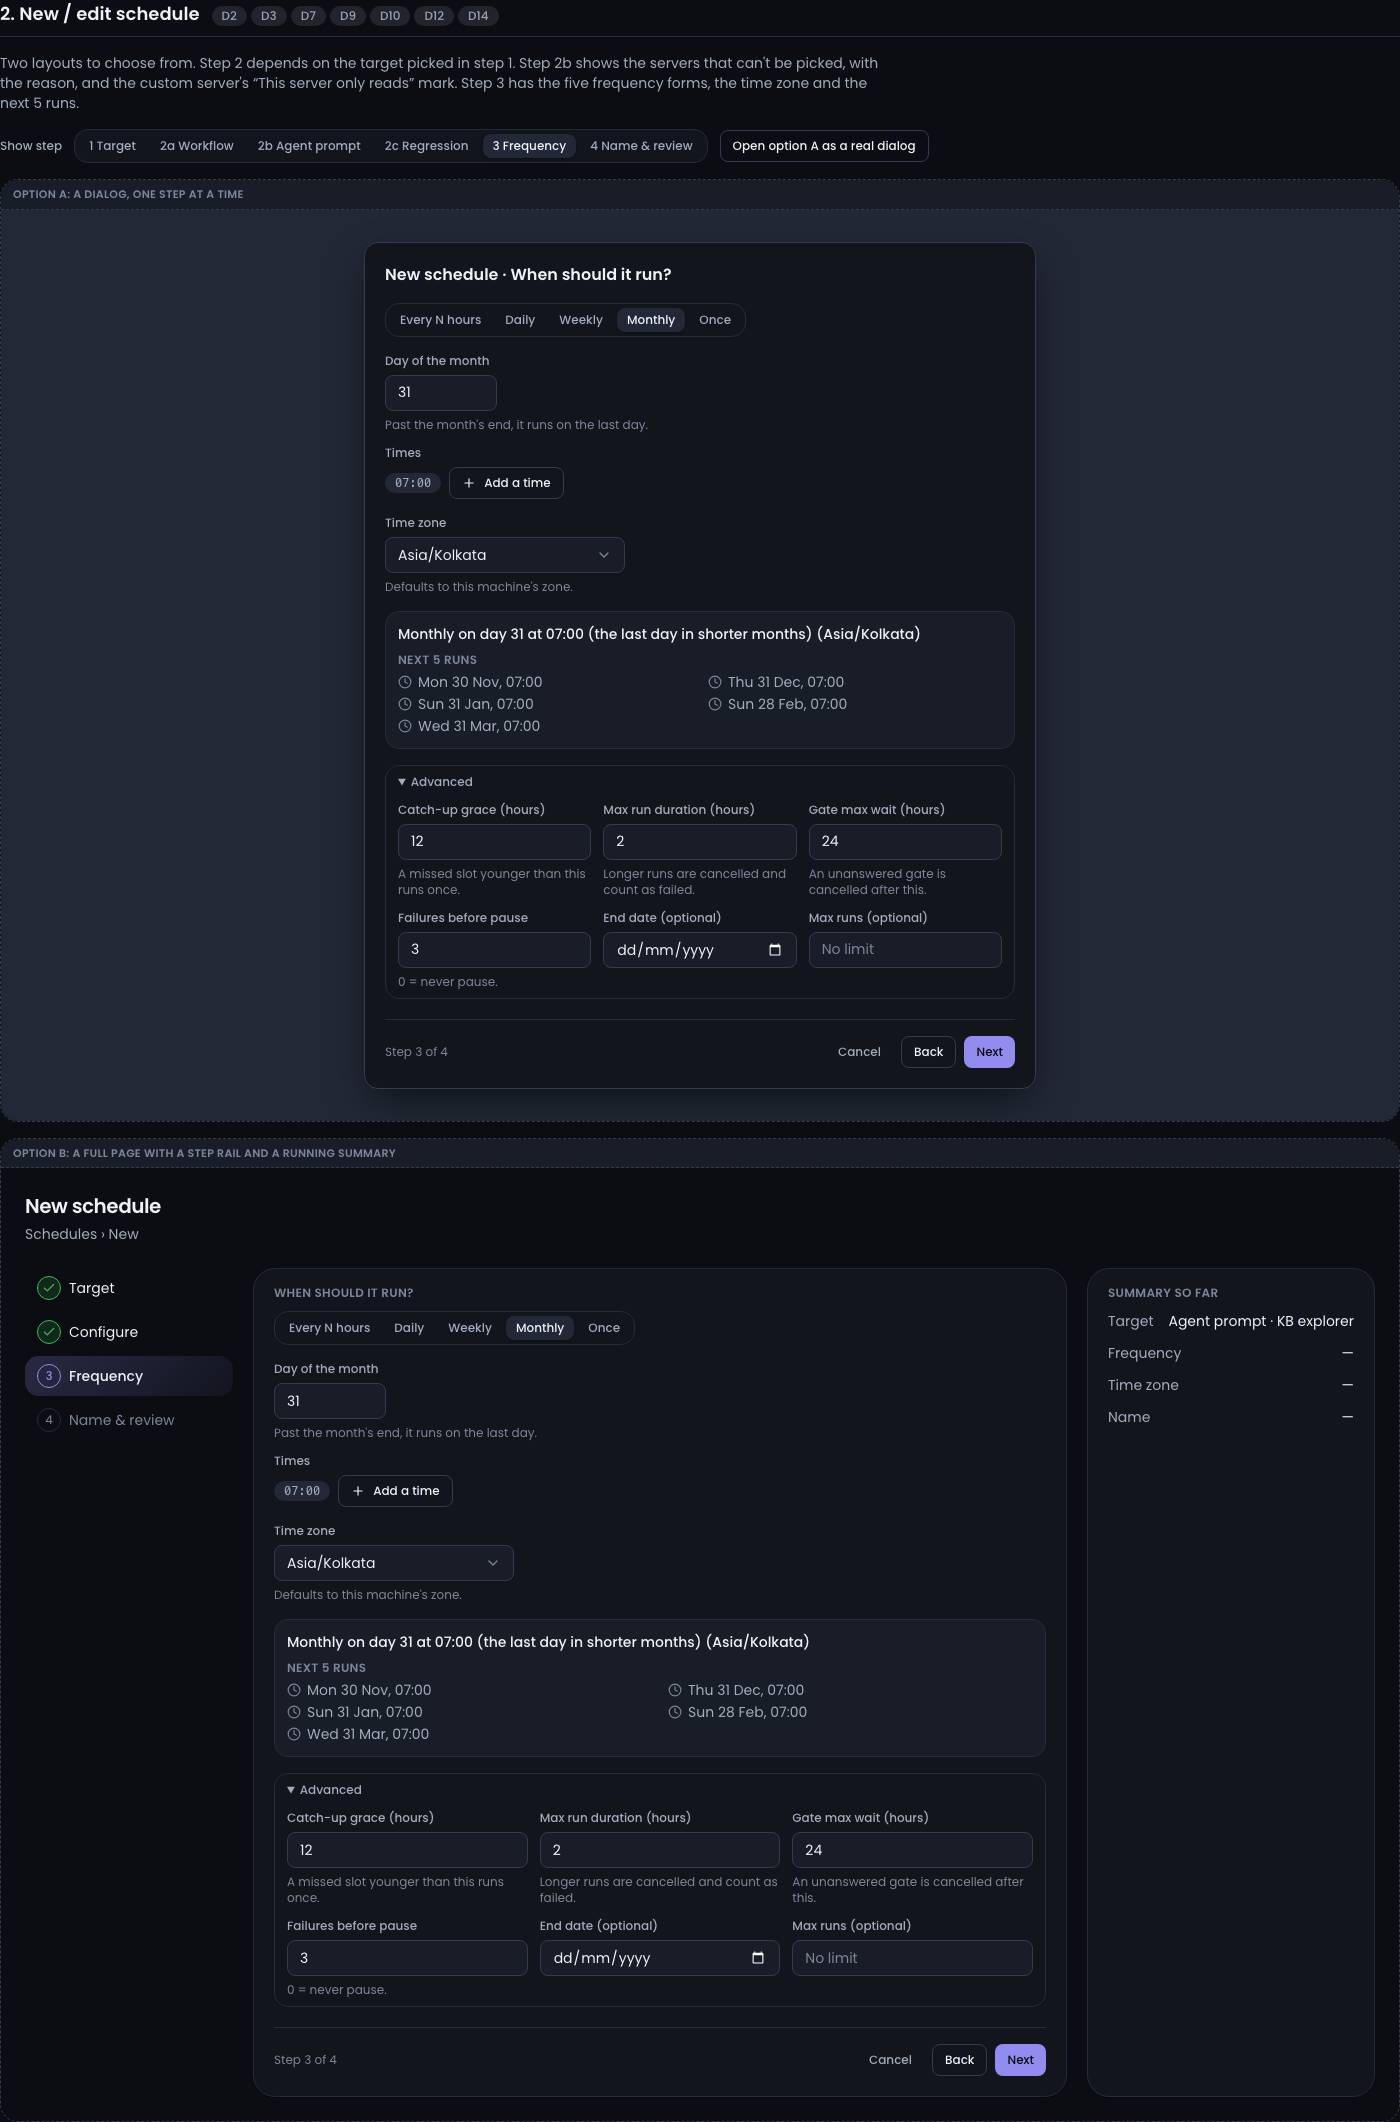 2. New / edit schedule D2 D3 D7 D9 D10 D12 D14
Two layouts to choose from. Step 2 depends on the target picked in step 1. Step 2b shows the servers that can't be picked, with
the reason, and the custom server's “This server only reads” mark. Step 3 has the five frequency forms, the time zone and the
next 5 runs.
Show step 1 Target 2a Workflow 2b Agent prompt 2c Regression 3 Frequency 4 Name & review Open option A as a real dialog
OPTION A: A DIALOG, ONE STEP AT A TIME
New schedule · When should it run?
Every N hours Daily Weekly Monthly Once
Day of the month
31
Past the month's end, it runs on the last day.
Times
07:00 + Add a time
Time zone
Asia/Kolkata
Defaults to this machine's zone.
Monthly on day 31 at 07:00 (the last day in shorter months) (Asia/Kolkata)
NEXT 5 RUNS
Mon 30 Nov, 07:00 Thu 31 Dec, 07:00
Sun 31 Jan, 07:00 Sun 28 Feb, 07:00
Wed 31 Mar, 07:00
▼ Advanced
Catch-up grace (hours) Max run duration (hours) Gate max wait (hours)
12 2 24
A missed slot younger than this Longer runs are cancelled and An unanswered gate is
runs once. count as failed. cancelled after this.
Failures before pause End date (optional) Max runs (optional)
3 dd/mm/yyyy No limit
0 = never pause.
Step 3 of 4 Cancel Back Next
OPTION B: A FULL PAGE WITH A STEP RAIL AND A RUNNING SUMMARY
New schedule
Schedules › New
Target
Configure
3 Frequency
4 Name & review
WHEN SHOULD IT RUN?
Every N hours Daily Weekly Monthly Once
Day of the month
31
Past the month's end, it runs on the last day.
Times
07:00 + Add a time
Time zone
Asia/Kolkata
Defaults to this machine's zone.
Monthly on day 31 at 07:00 (the last day in shorter months) (Asia/Kolkata)
NEXT 5 RUNS
Mon 30 Nov, 07:00 Thu 31 Dec, 07:00
Sun 31 Jan, 07:00 Sun 28 Feb, 07:00
Wed 31 Mar, 07:00
▼ Advanced
Catch-up grace (hours) Max run duration (hours) Gate max wait (hours)
12 2 24
A missed slot younger than this runs Longer runs are cancelled and count as An unanswered gate is cancelled after
once. failed. this.
Failures before pause End date (optional) Max runs (optional)
3 dd/mm/yyyy No limit
0 = never pause.
Step 3 of 4 Cancel Back Next
SUMMARY SO FAR
Target Agent prompt · KB explorer
Frequency —
Time zone —
Name —